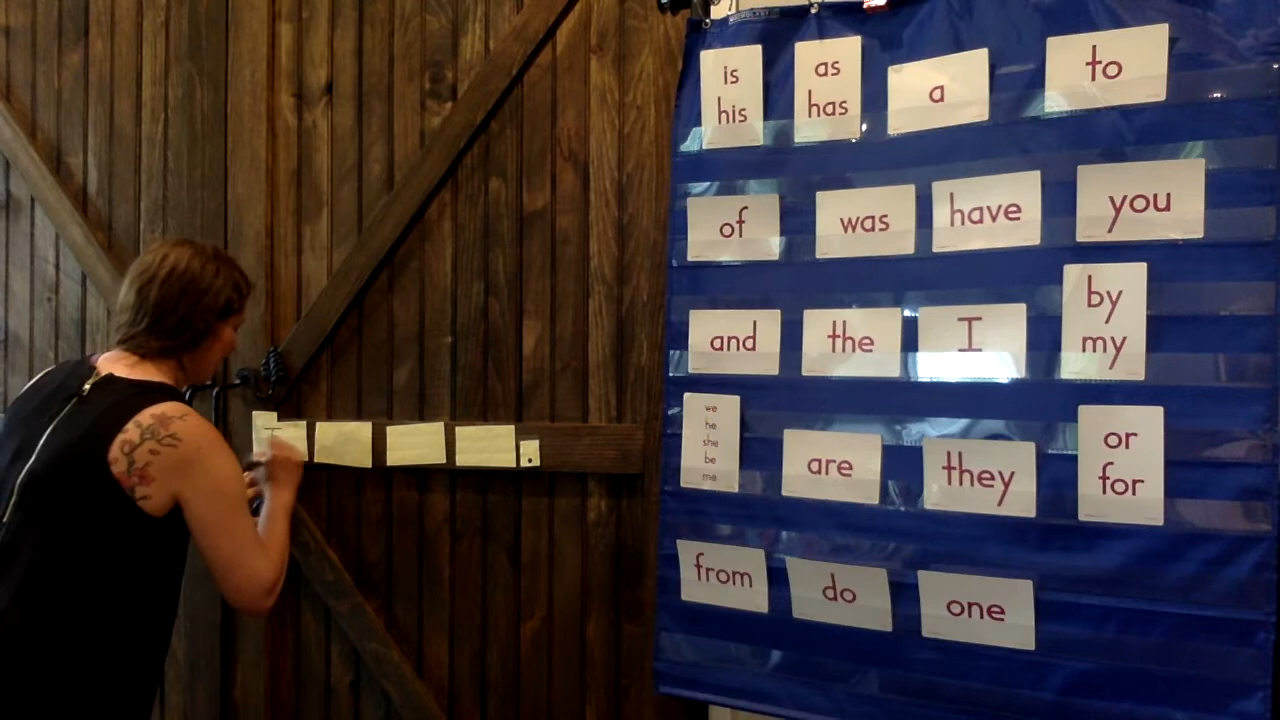 SCHOLAST
is
his
as
has
a
to
of
was
have
you
and
the
I
by
my
we
he
she
be
me
are
they
or
for
from
do
one